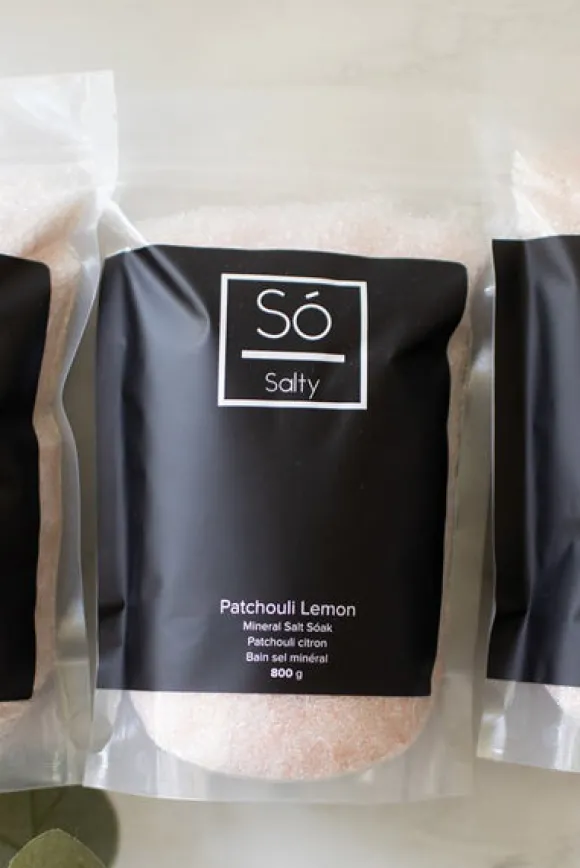 Só
Salty
Patchouli Lemon
Mineral Salt Sóak
Patchouli citron
Bain sel minéral
800 g